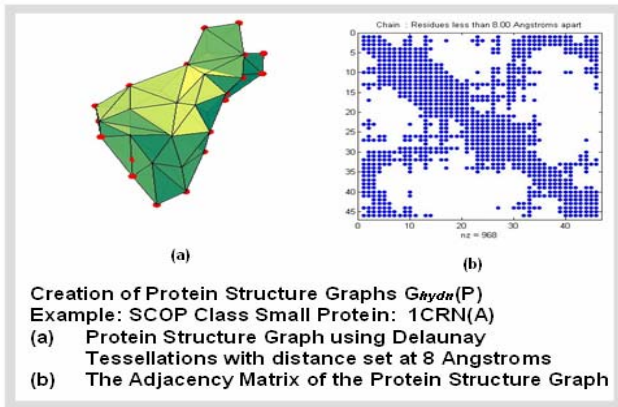 Chain : Residues less than 8.00 Angstroms apart
0
5
10
15
20
25
30
35
40
45
0 10 20 30 40
nz = 968
(a)
(b)
Creation of Protein Structure Graphs Ghydn(P)
Example: SCOP Class Small Protein: 1CRN(A)
(a) Protein Structure Graph using Delaunay
Tessellations with distance set at 8 Angstroms
(b) The Adjacency Matrix of the Protein Structure Graph